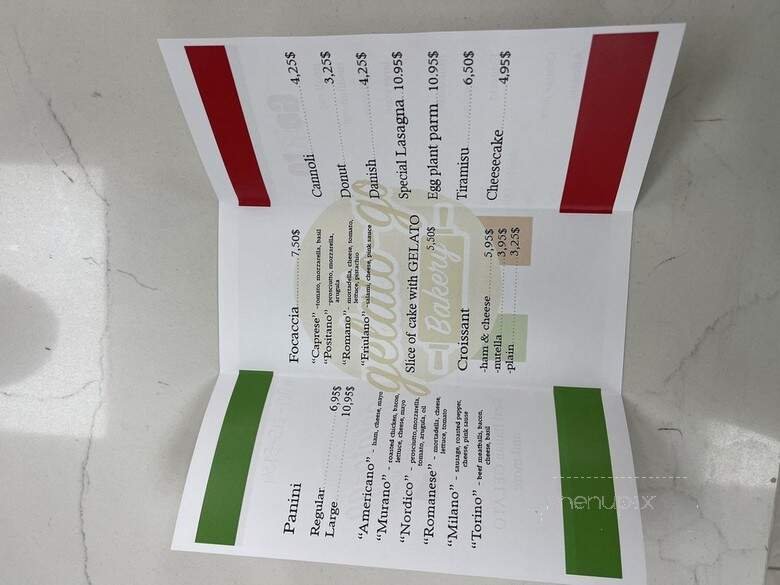 Panini
Regular 6,95$
Large 10,95$
“Americano” - ham, cheese, mayo
“Murano” - roasted chicken, bacon,
lettuce, cheese, mayo
“Nordico” - prosciutto, mozzarella,
tomato, arugula, oil
“Romanese” - mortadella, cheese,
lettuce, tomato
“Milano” - sausage, roasted pepper,
cheese, pink sause
“Torino” - beef meatballs, bacon,
cheese, basil
Focaccia 7,50$
“Caprese” -tomato, mozzarella, basil
“Positano” -prosciutto, mozzarella,
arugula
“Romano” - mortadella, cheese, tomato,
lettuce, pistachio
“Friulano” -salami, cheese, pink sauce
Slice of cake with GELATO
5,50$
Croissant
-ham & cheese 5,95$
-nutella 3,95$
-plain 3,25$
Cannoli 4,25$
Donut 3,25$
Danish 4,25$
Special Lasagna 10.95$
Egg plant parm 10.95$
Tiramisu 6,50$
Cheesecake 4,95$
gelato-go
Bakery
menupix